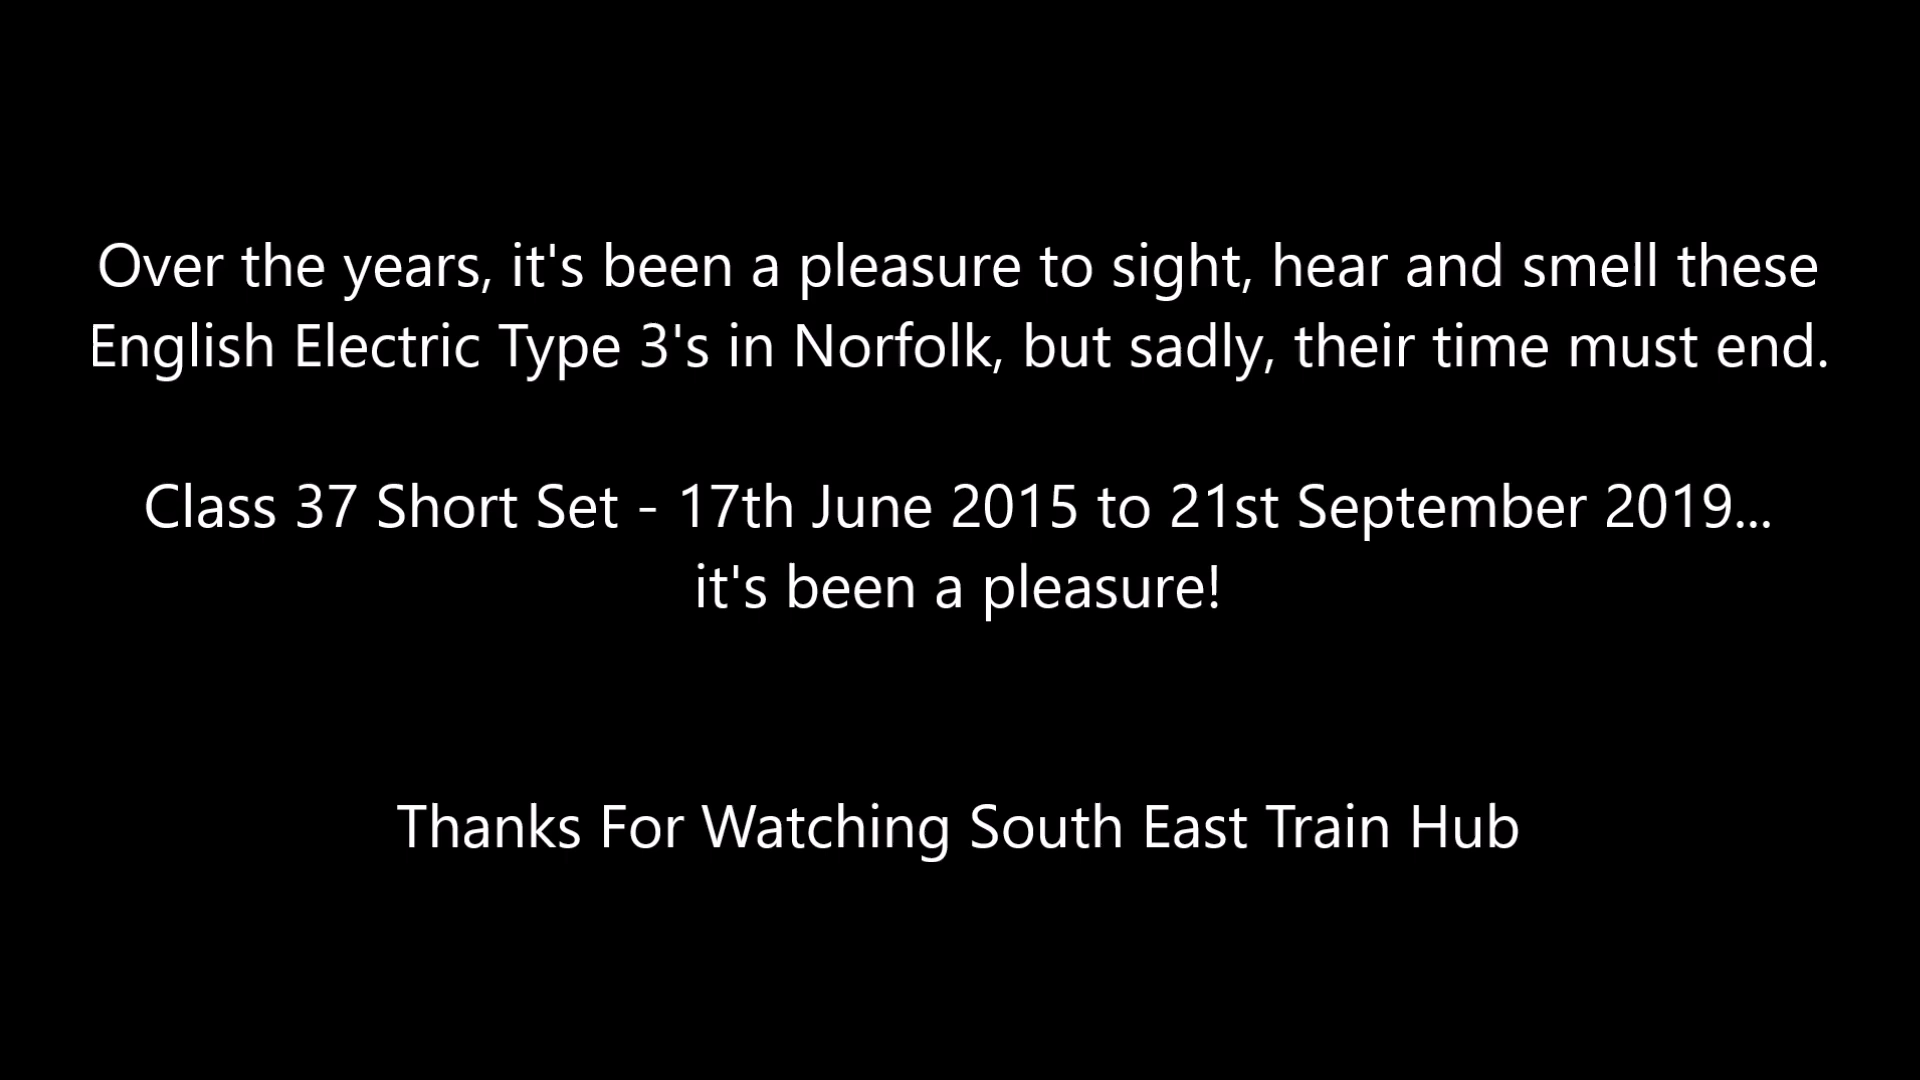 Over the years, it's been a pleasure to sight, hear and smell these
English Electric Type 3's in Norfolk, but sadly, their time must end.
Class 37 Short Set - 17th June 2015 to 21st September 2019...
it's been a pleasure!
Thanks For Watching South East Train Hub